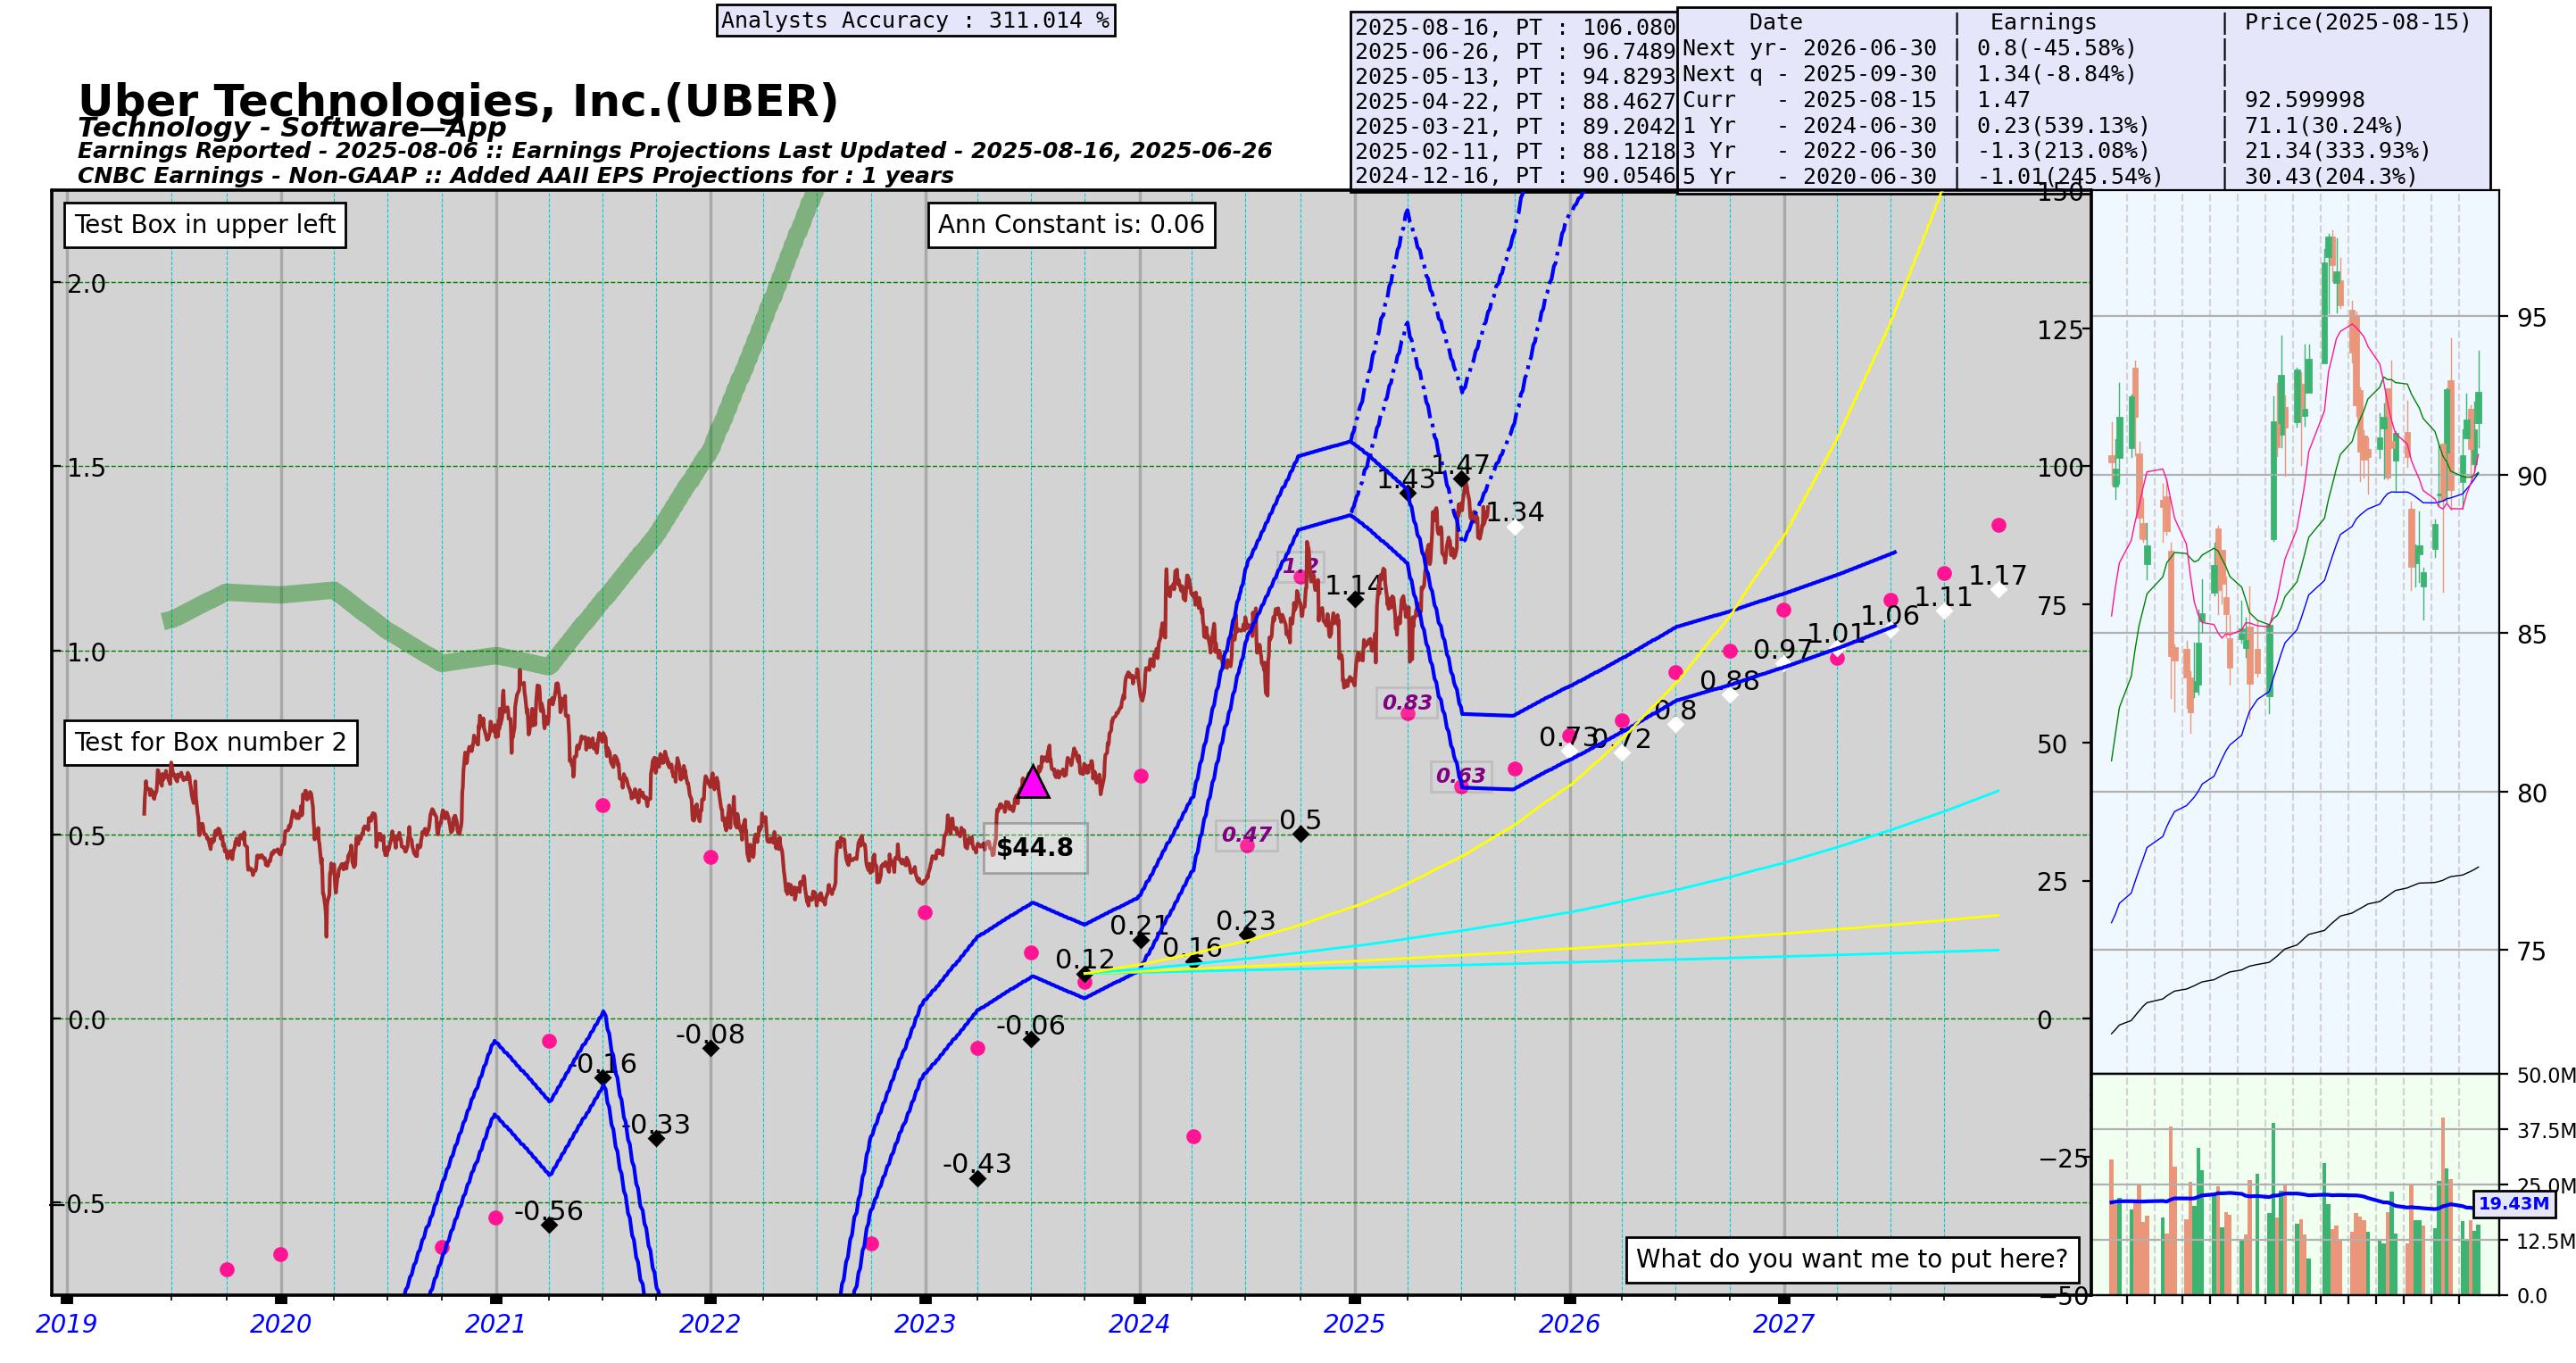 Analysts Accuracy : 311.014 %
2025-08-16, PT : 106.080
2025-06-26, PT : 96.7489
2025-05-13, PT : 94.8293
2025-04-22, PT : 88.4627
2025-03-21, PT : 89.2042
2025-02-11, PT : 88.1218
2024-12-16, PT : 90.0546
Date | Earnings | Price(2025-08-15)
Next yr- 2026-06-30 | 0.8(-45.58%) |
Next q - 2025-09-30 | 1.34(-8.84%) |
Curr - 2025-08-15 | 1.47 | 92.599998
1 Yr - 2024-06-30 | 0.23(539.13%) | 71.1(30.24%)
3 Yr - 2022-06-30 | -1.3(213.08%) | 21.34(333.93%)
5 Yr - 2020-06-30 | -1.01(245.54%) | 30.43(204.3%)
Uber Technologies, Inc.(UBER)
Technology - Software—App
Earnings Reported - 2025-08-06 :: Earnings Projections Last Updated - 2025-08-16, 2025-06-26
CNBC Earnings - Non-GAAP :: Added AAII EPS Projections for : 1 years
Test Box in upper left
Ann Constant is: 0.06
Test for Box number 2
What do you want me to put here?
2.0
1.5
1.0
0.5
0.0
−0.5
150
125
100
75
50
25
0
−25
−50
-0.56
-0.16
-0.33
-0.08
-0.43
-0.06
0.12
0.21
0.16
0.23
0.5
1.14
1.43
1.47
1.34
0.73
0.72
0.8
0.88
0.97
1.01
1.06
1.11
1.17
0.47
1.2
0.83
0.63
$44.8
95
90
85
80
75
50.0M
37.5M
25.0M
19.43M
12.5M
0.0
2019
2020
2021
2022
2023
2024
2025
2026
2027